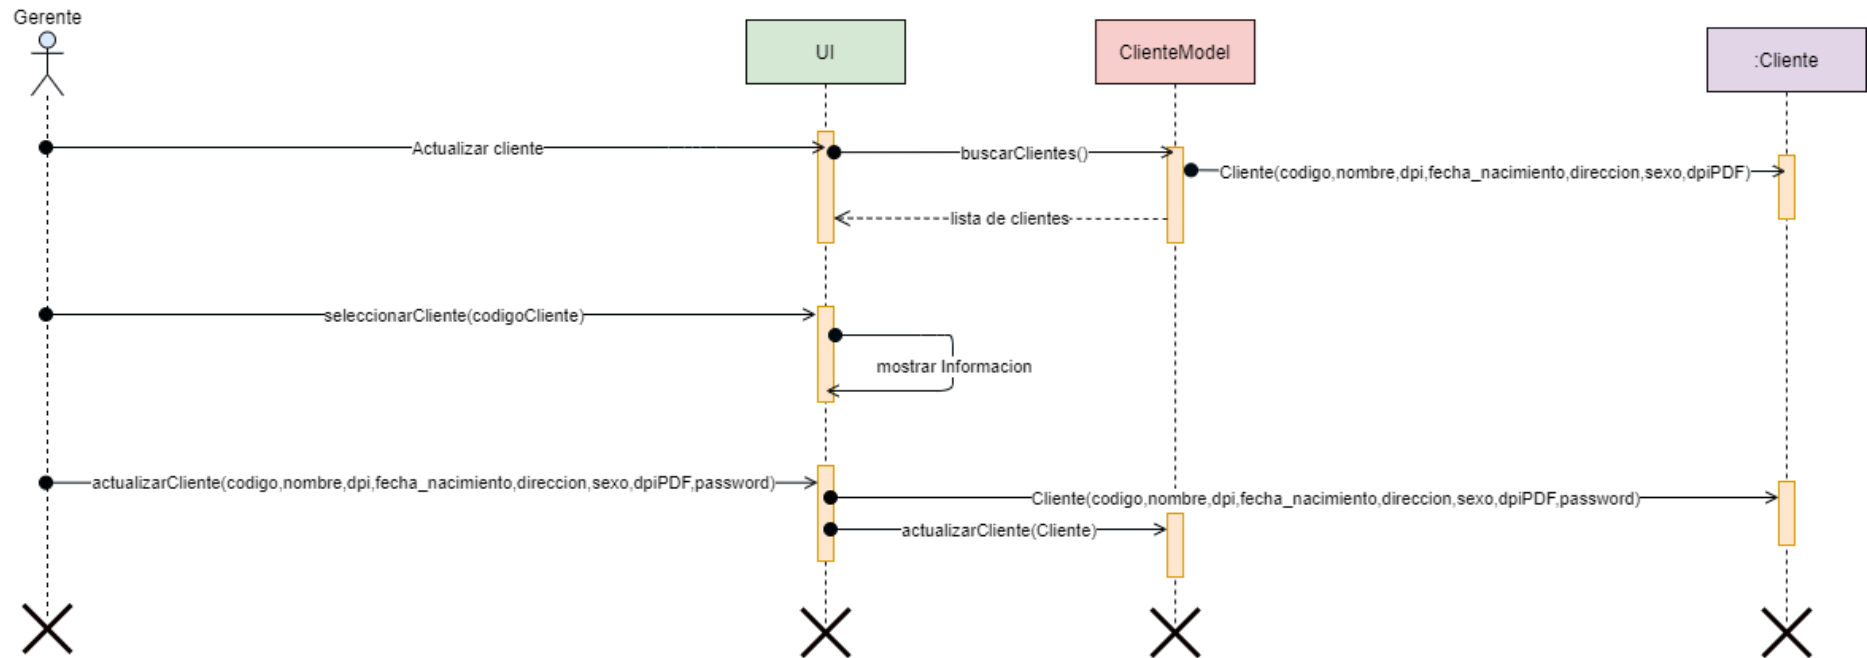 Gerente
UI
ClienteModel
:Cliente
Actualizar cliente
buscarClientes()
Cliente(codigo,nombre,dpi,fecha_nacimiento,direccion,sexo,dpiPDF)
lista de clientes
seleccionarCliente(codigoCliente)
mostrar Informacion
actualizarCliente(codigo,nombre,dpi,fecha_nacimiento,direccion,sexo,dpiPDF,password)
Cliente(codigo,nombre,dpi,fecha_nacimiento,direccion,sexo,dpiPDF,password)
actualizarCliente(Cliente)